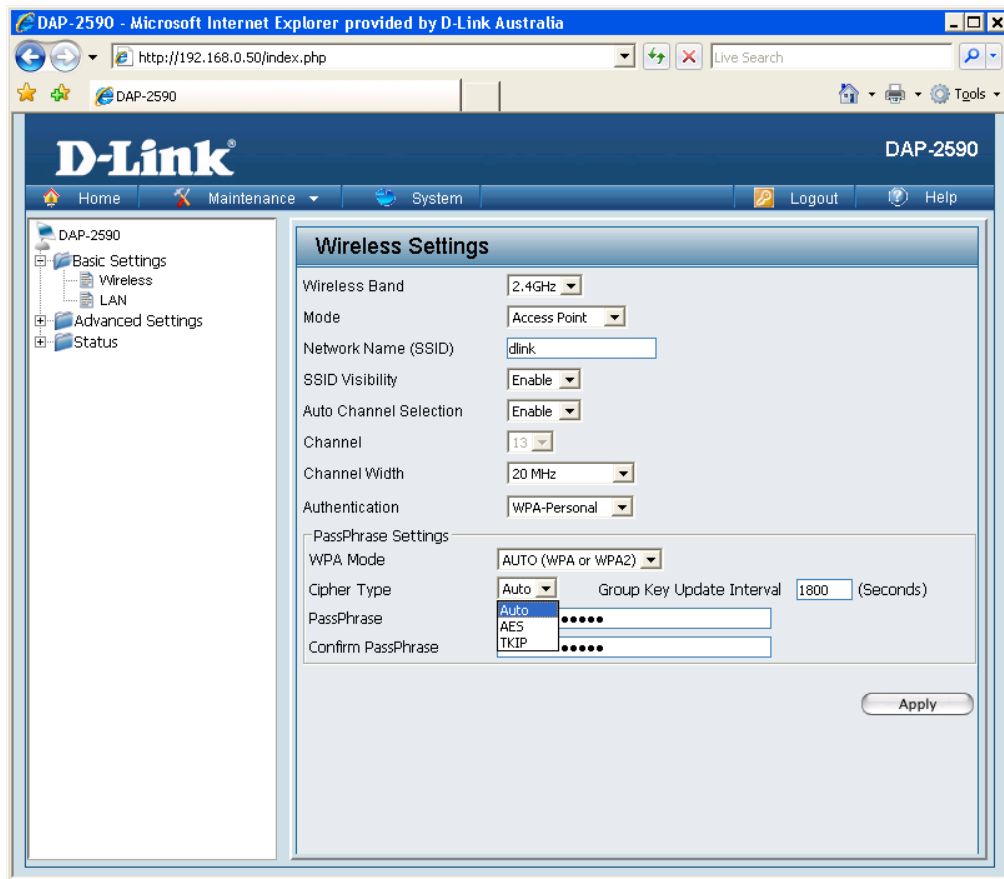 DAP-2590 - Microsoft Internet Explorer provided by D-Link Australia
http://192.168.0.50/index.php
Live Search
DAP-2590
Tools
D-Link®
DAP-2590
Home
Maintenance
System
Logout
Help
DAP-2590
Basic Settings
Wireless
LAN
Advanced Settings
Status
Wireless Settings
Wireless Band 2.4GHz
Mode Access Point
Network Name (SSID) dlink
SSID Visibility Enable
Auto Channel Selection Enable
Channel 13
Channel Width 20 MHz
Authentication WPA-Personal
PassPhrase Settings
WPA Mode AUTO (WPA or WPA2)
Cipher Type Auto Group Key Update Interval 1800 (Seconds)
Auto
AES
TKIP
PassPhrase •••••
Confirm PassPhrase •••••
Apply